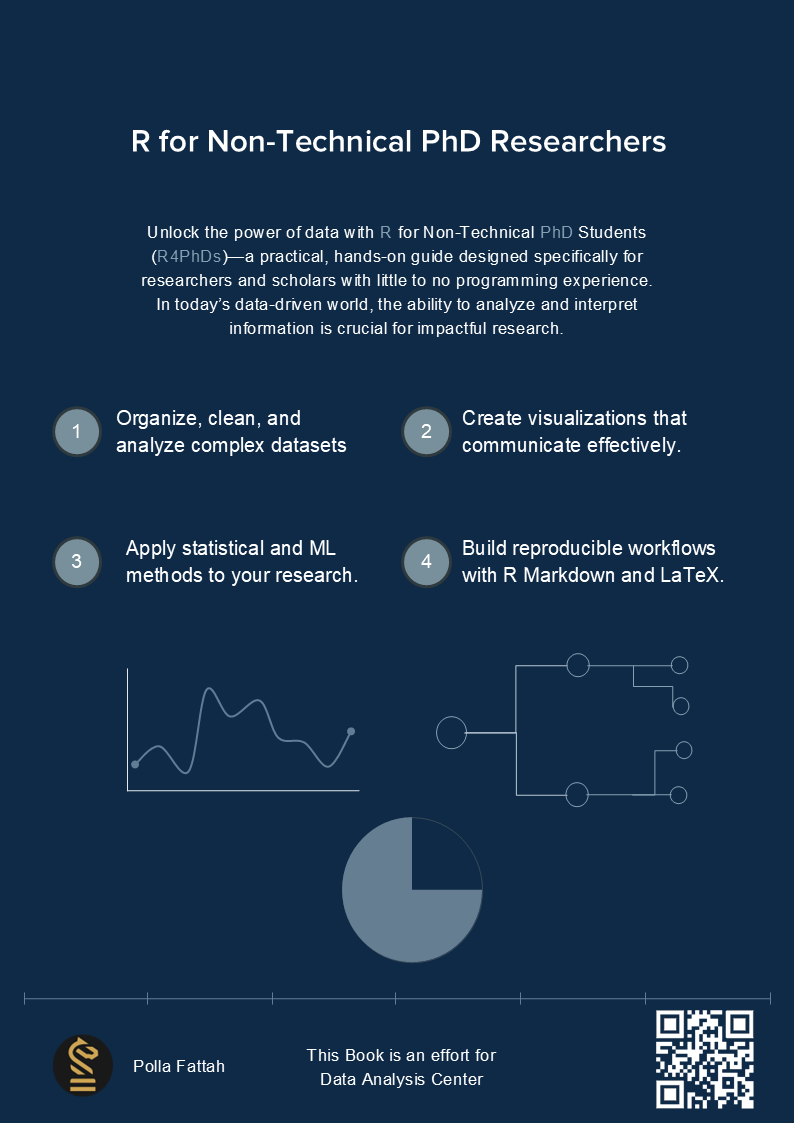 R for Non-Technical PhD Researchers
Unlock the power of data with R for Non-Technical PhD Students
(R4PhDs)—a practical, hands-on guide designed specifically for
researchers and scholars with little to no programming experience.
In today’s data-driven world, the ability to analyze and interpret
information is crucial for impactful research.
1
Organize, clean, and
analyze complex datasets
2
Create visualizations that
communicate effectively.
3
Apply statistical and ML
methods to your research.
4
Build reproducible workflows
with R Markdown and LaTeX.
Polla Fattah
This Book is an effort for
Data Analysis Center